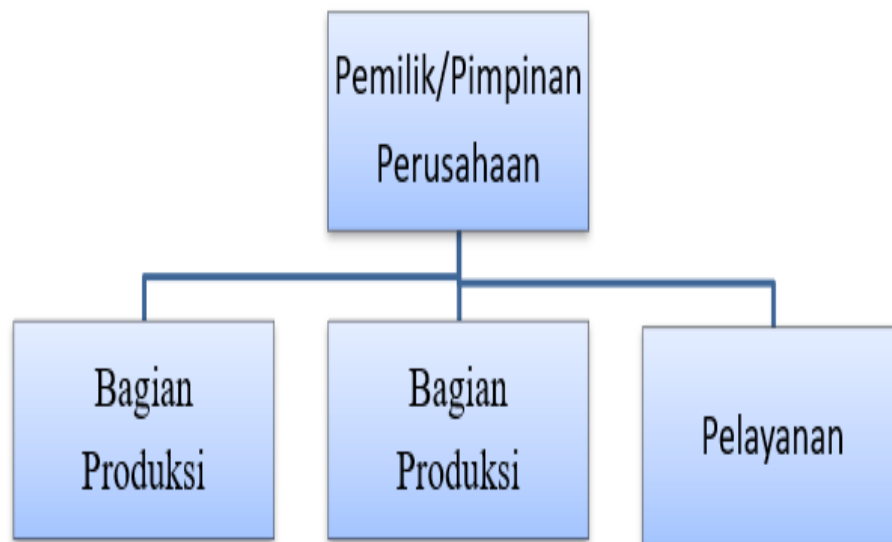 Pemilik/Pimpinan
Perusahaan
Bagian
Produksi
Bagian
Produksi
Pelayanan